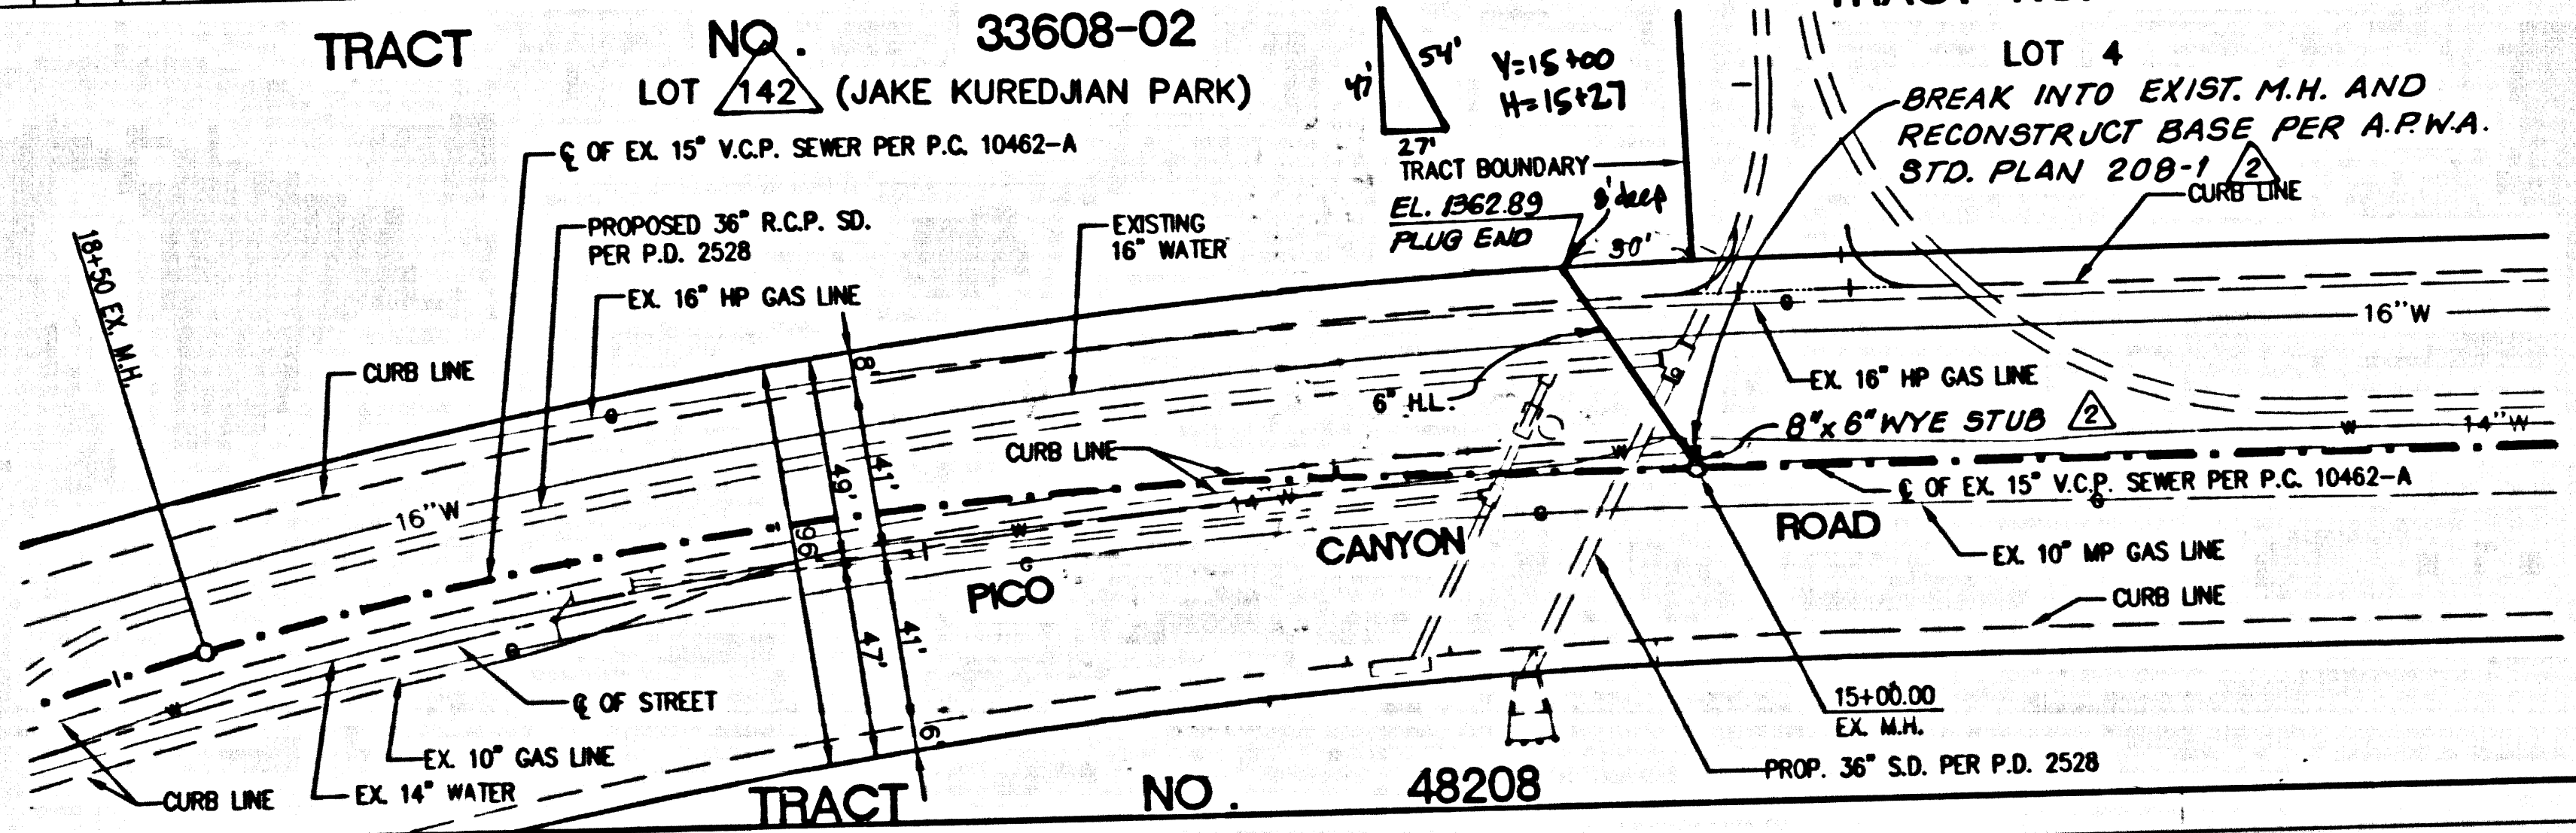 TRACT NO. 33608-02
LOT 142 (JAKE KUREDJIAN PARK)
47' 54' 27'
Y=15+00
H=15+27
LOT 4
BREAK INTO EXIST. M.H. AND
RECONSTRUCT BASE PER A.P.W.A.
STD. PLAN 208-1 2
CURB LINE
℄ OF EX. 15" V.C.P. SEWER PER P.C. 10462-A
TRACT BOUNDARY
EL. 1362.89
PLUG END
8' deep
30'
PROPOSED 36" R.C.P. SD.
PER P.D. 2528
EXISTING
16" WATER
EX. 16" HP GAS LINE
18+50 EX. M.H.
CURB LINE
8'
16"W
EX. 16" HP GAS LINE
6" H.L.
8"x 6" WYE STUB 2
W
14"W
CURB LINE
41'
49'
96'
16"W
14" W
W
℄ OF EX. 15" V.C.P. SEWER PER P.C. 10462-A
G
PICO CANYON ROAD
EX. 10" MP GAS LINE
CURB LINE
41'
47'
6'
℄ OF STREET
15+00.00
EX. M.H.
EX. 10" GAS LINE
EX. 14" WATER
CURB LINE
PROP. 36" S.D. PER P.D. 2528
TRACT NO. 48208